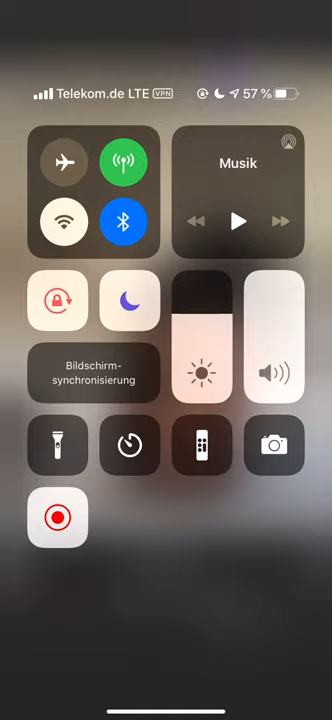 Telekom.de LTE VPN 57 %
Musik
Bildschirm-
synchronisierung